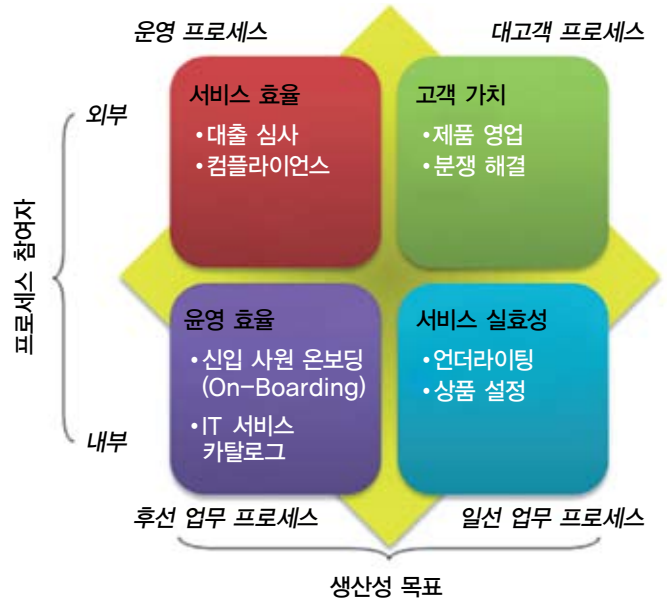 운영 프로세스
대고객 프로세스
프로세스 참여자
외부
내부
서비스 효율
•대출 심사
•컴플라이언스
고객 가치
•제품 영업
•분쟁 해결
윤영 효율
•신입 사원 온보딩
(On-Boarding)
•IT 서비스
카탈로그
서비스 실효성
•언더라이팅
•상품 설정
후선 업무 프로세스
일선 업무 프로세스
생산성 목표